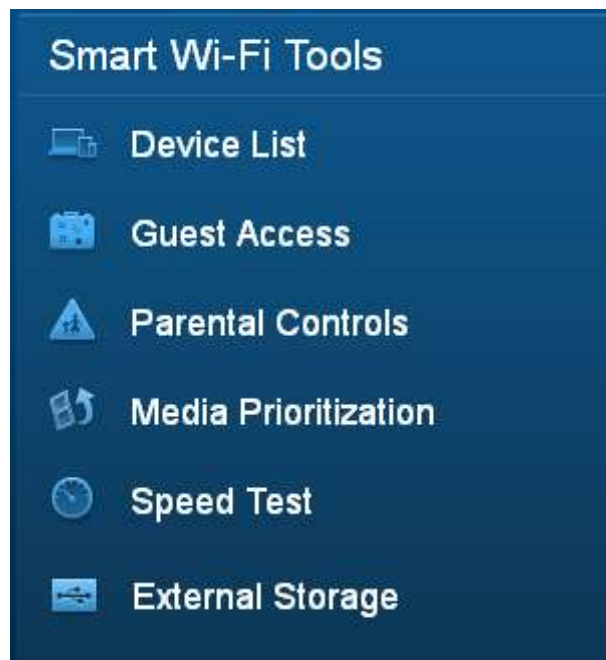 Smart Wi-Fi Tools
Device List
Guest Access
Parental Controls
Media Prioritization
Speed Test
External Storage